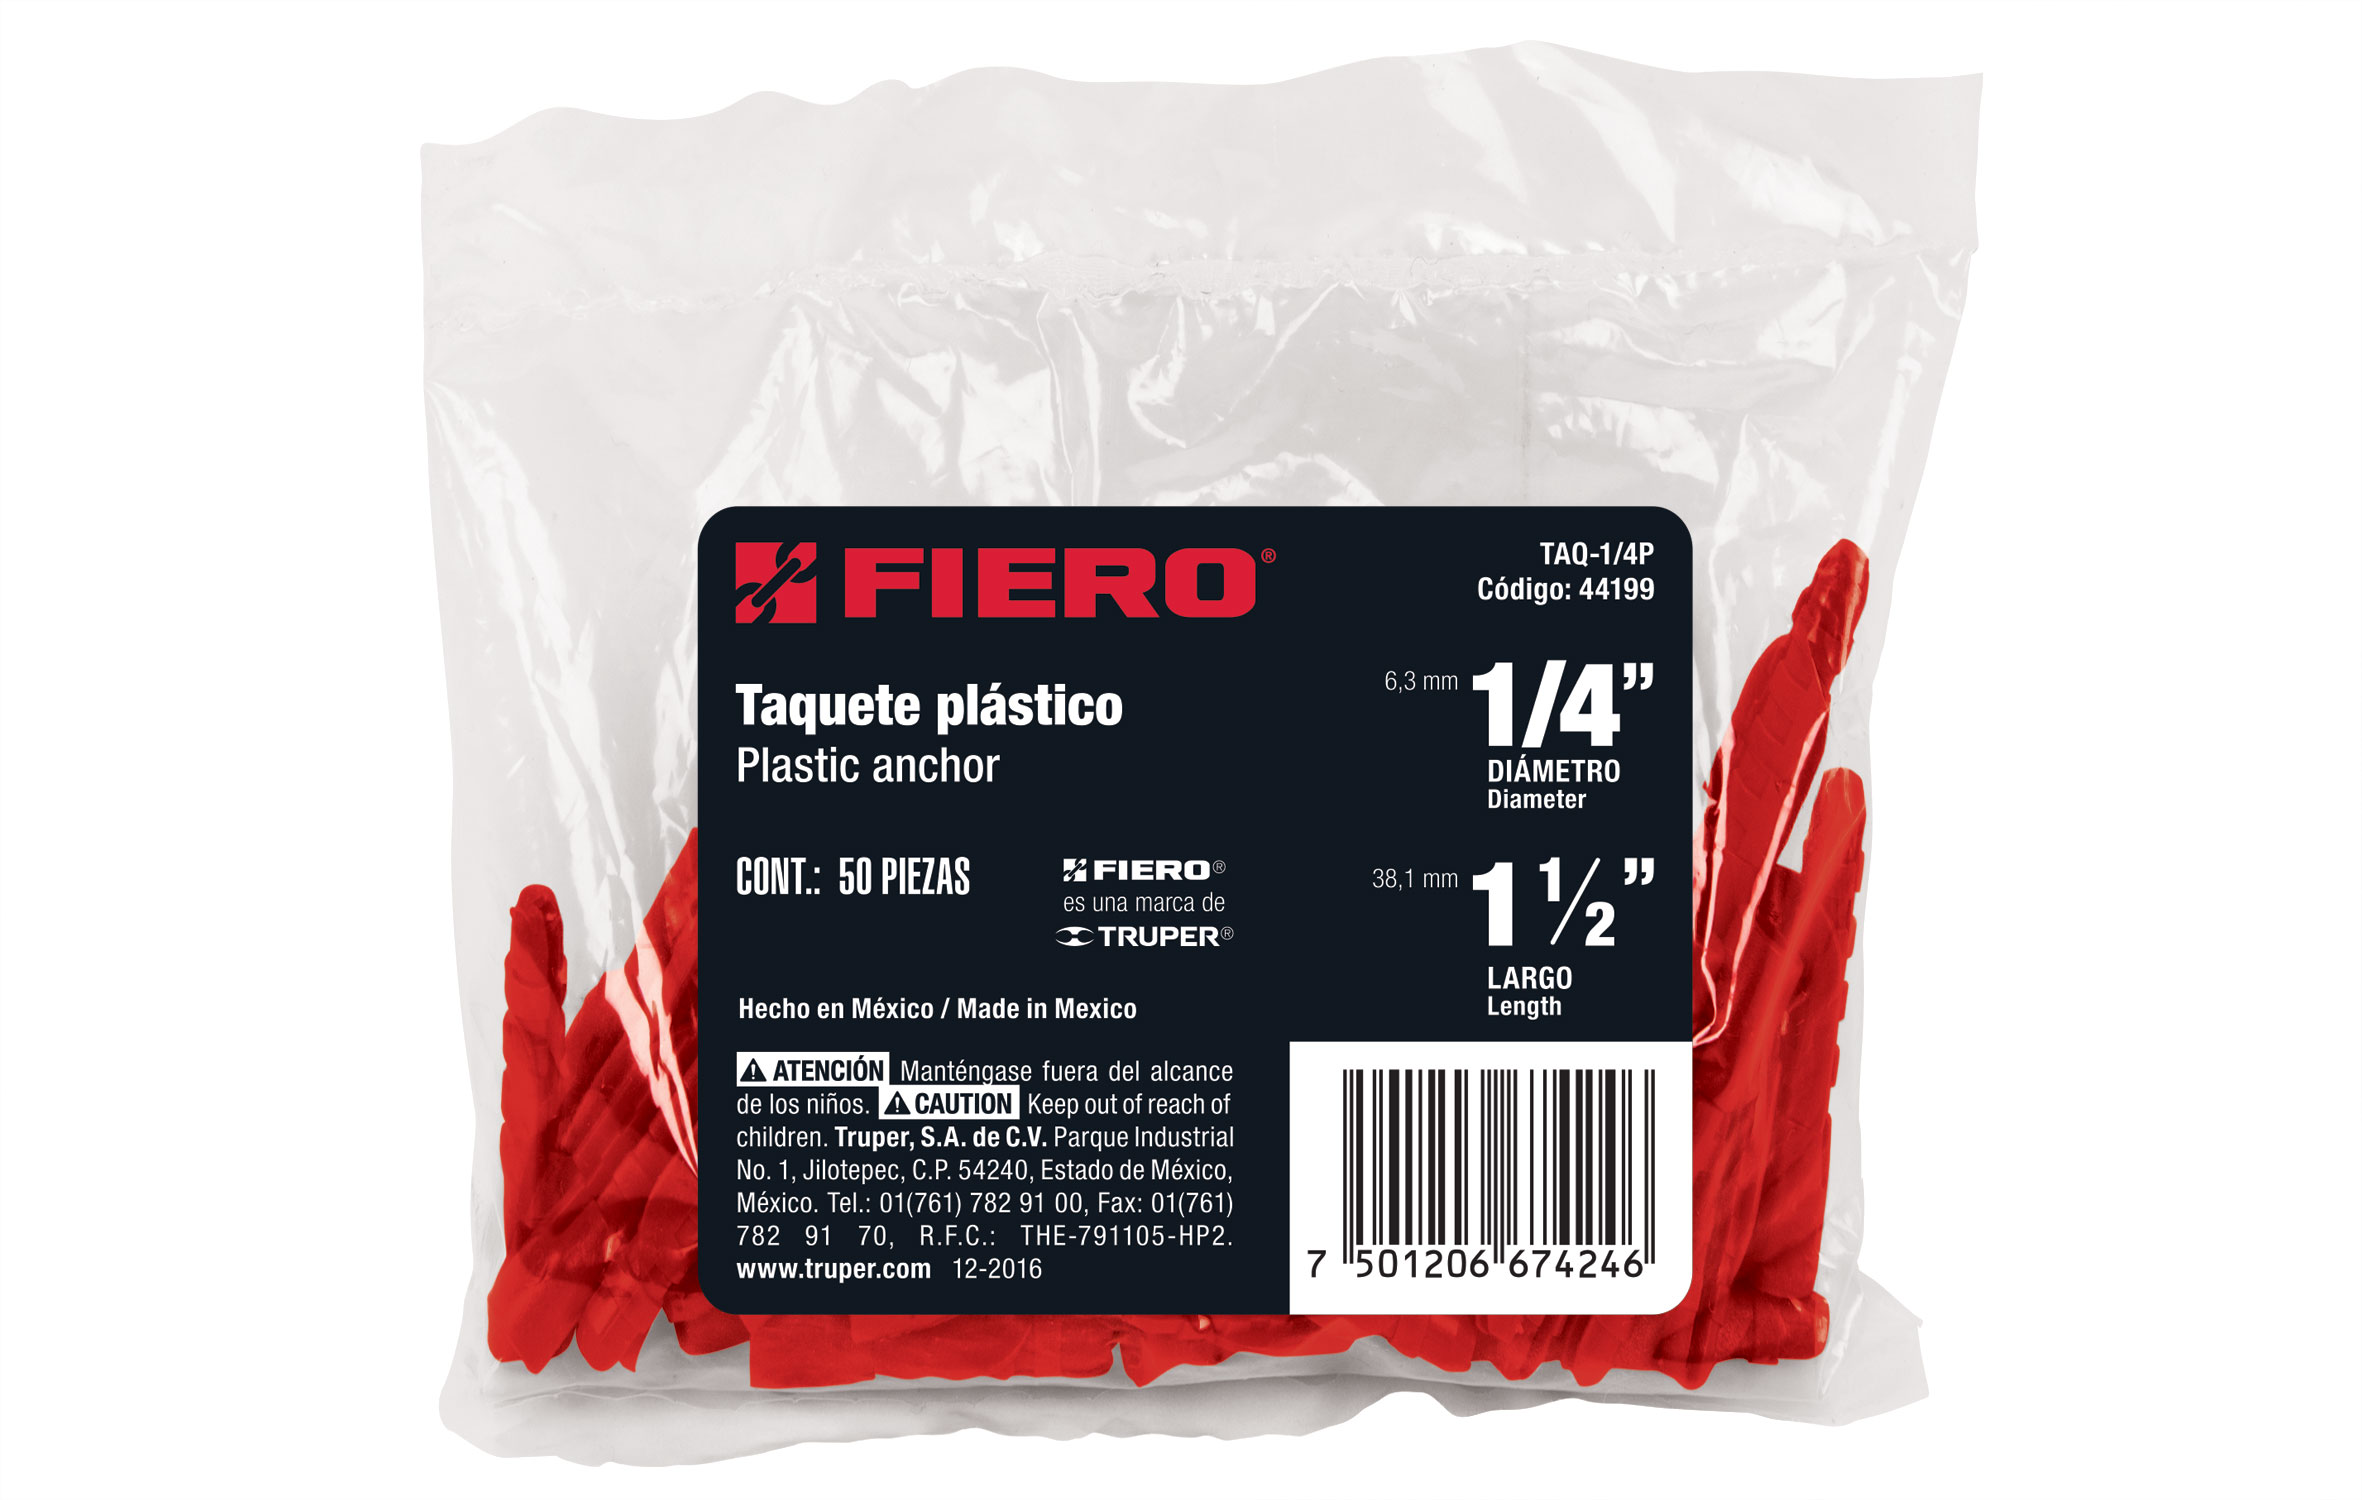 FIERO®
TAQ-1/4P
Código: 44199
Taquete plástico
Plastic anchor
6,3 mm 1/4”
DIÁMETRO
Diameter
CONT.: 50 PIEZAS
FIERO®
es una marca de
TRUPER®
38,1 mm 1 1/2”
LARGO
Length
Hecho en México / Made in Mexico
ATENCIÓN Manténgase fuera del alcance
de los niños. CAUTION Keep out of reach of
children. Truper, S.A. de C.V. Parque Industrial
No. 1, Jilotepec, C.P. 54240, Estado de México,
México. Tel.: 01(761) 782 91 00, Fax: 01(761)
782 91 70, R.F.C.: THE-791105-HP2.
www.truper.com 12-2016
7 501206 674246